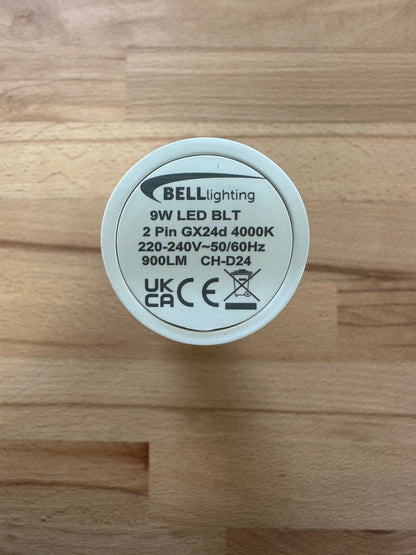 BELLlighting
9W LED BLT
2 Pin GX24d 4000K
220-240V~50/60Hz
900LM CH-D24
UK
CA CE